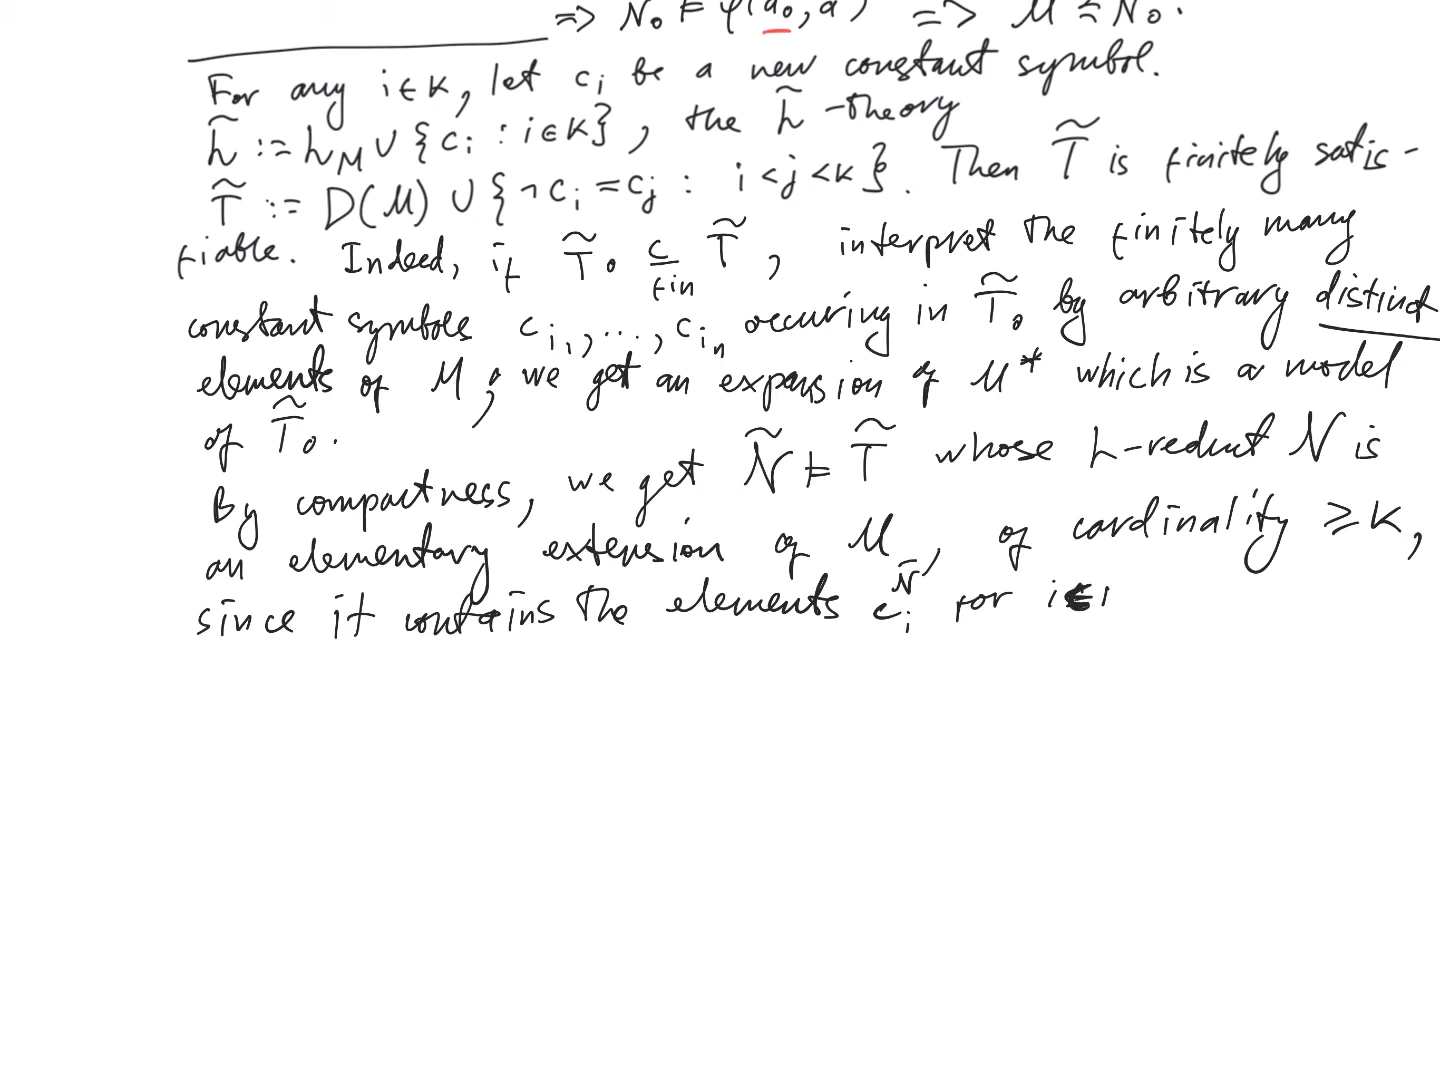 => N₀ ⊨ φ(a₀, a) => M ≼ N₀.
For any i∈κ, let cᵢ be a new constant symbol.
L̃ := L_M ∪ {cᵢ : i∈κ}, the L̃-theory
T̃ := D(M) ∪ {¬cᵢ = cⱼ : i<j<κ}. Then T̃ is finitely satis-
fiable. Indeed, if T̃₀ ⊆_fin T̃, interpret the finitely many
constant symbols c_{i₁}, ..., c_{iₙ} occuring in T̃₀ by arbitrary distinct
elements of M; we get an expansion of M* which is a model
of T̃₀.
By compactness, we get Ñ ⊨ T̃ whose L-reduct N is
an elementary extension of M, of cardinality ≥κ,
since it contains the elements cᵢ^Ñ for i∈